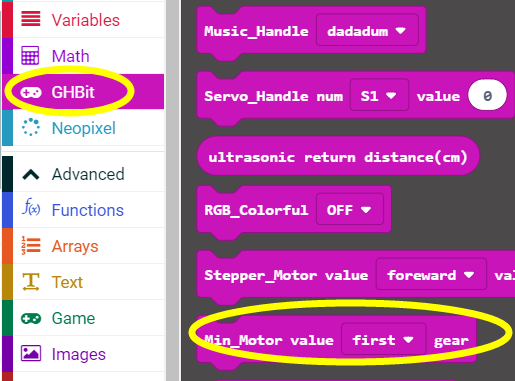 Variables
Math
GHBit
Neopixel
Advanced
Functions
Arrays
Text
Game
Images
Music_Handle dadadum
Servo_Handle num S1 value 0
ultrasonic return distance(cm)
RGB_Colorful OFF
Stepper_Motor value foreward val
Min_Motor value first gear